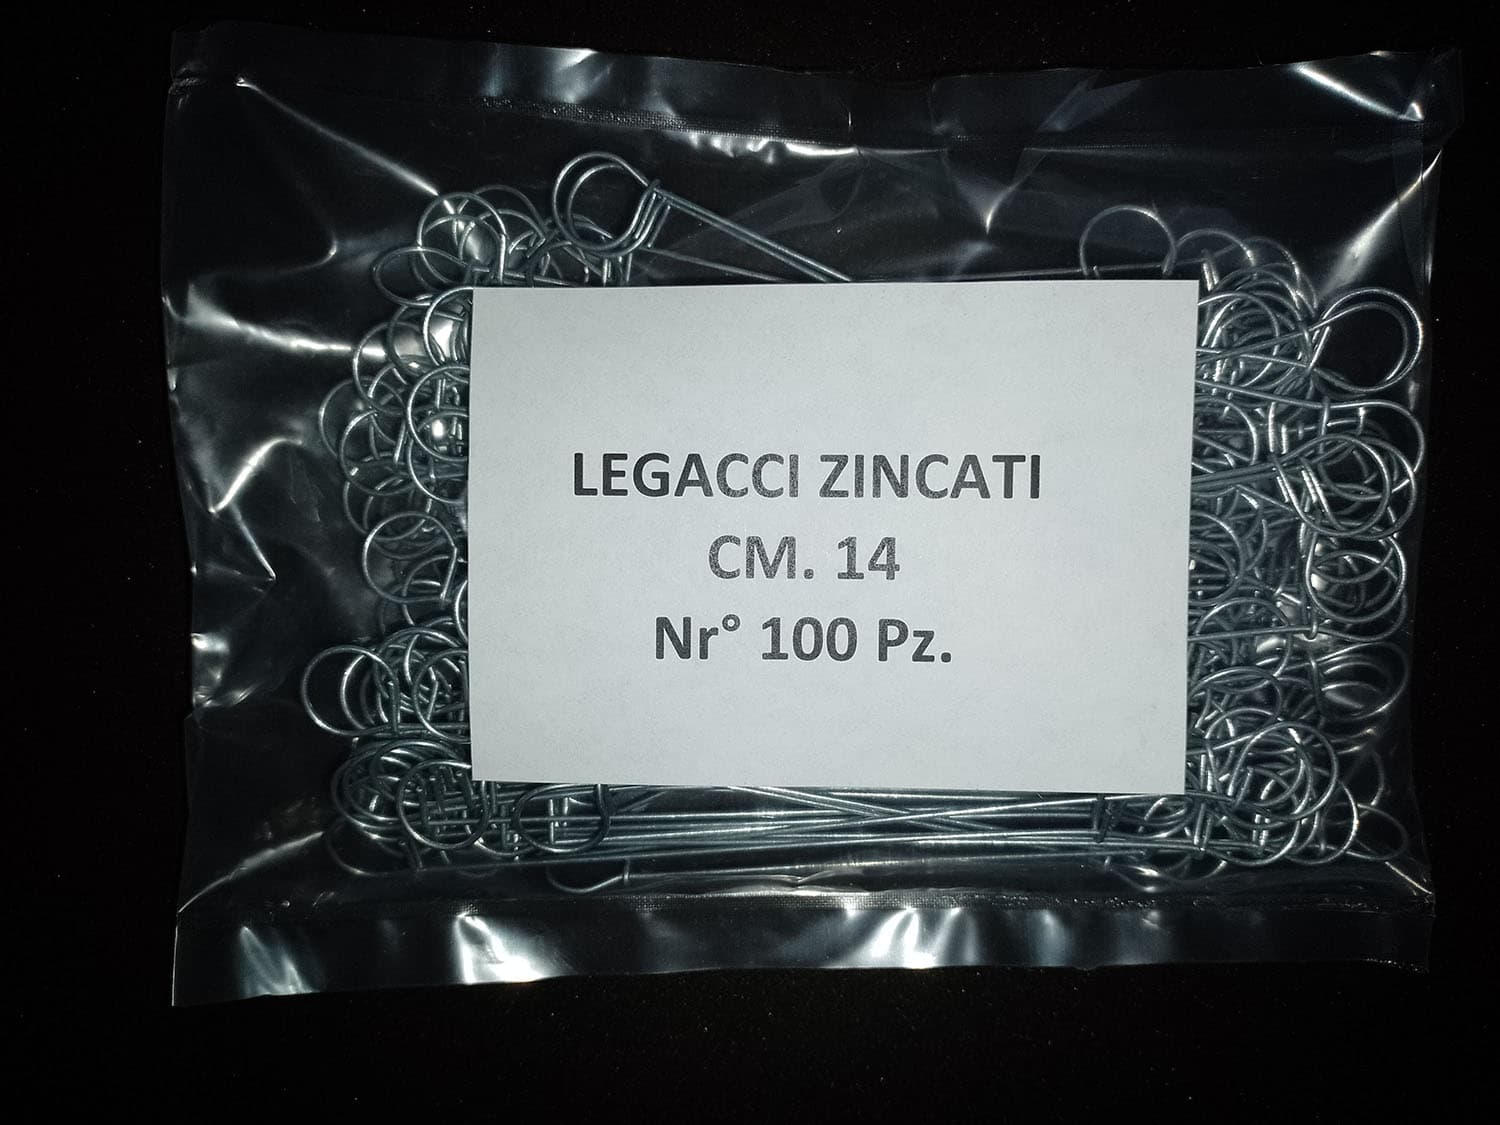 LEGACCI ZINCATI
CM. 14
Nr° 100 Pz.